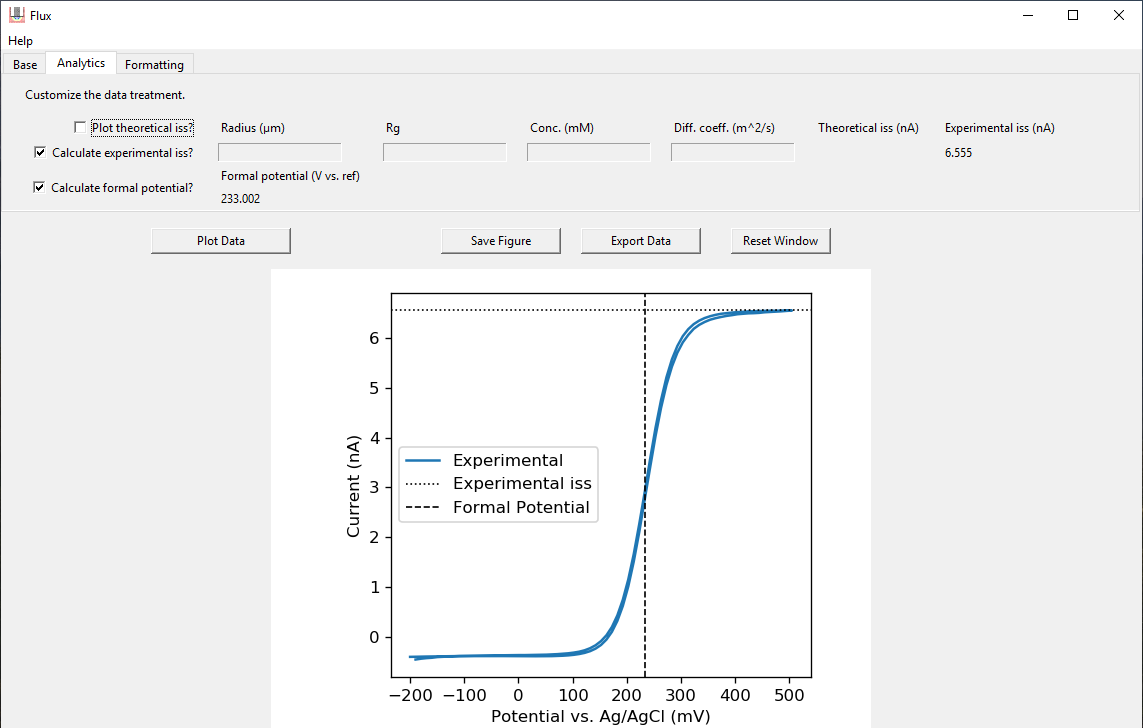 Flux
Help
Base Analytics Formatting
Customize the data treatment.
Plot theoretical iss? Radius (µm) Rg Conc. (mM) Diff. coeff. (m^2/s) Theoretical iss (nA) Experimental iss (nA)
Calculate experimental iss? 6.555
Formal potential (V vs. ref)
Calculate formal potential?
233.002
Plot Data Save Figure Export Data Reset Window
6
5
4
3
2
1
0
Current (nA)
Experimental
Experimental iss
Formal Potential
−200 −100 0 100 200 300 400 500
Potential vs. Ag/AgCl (mV)